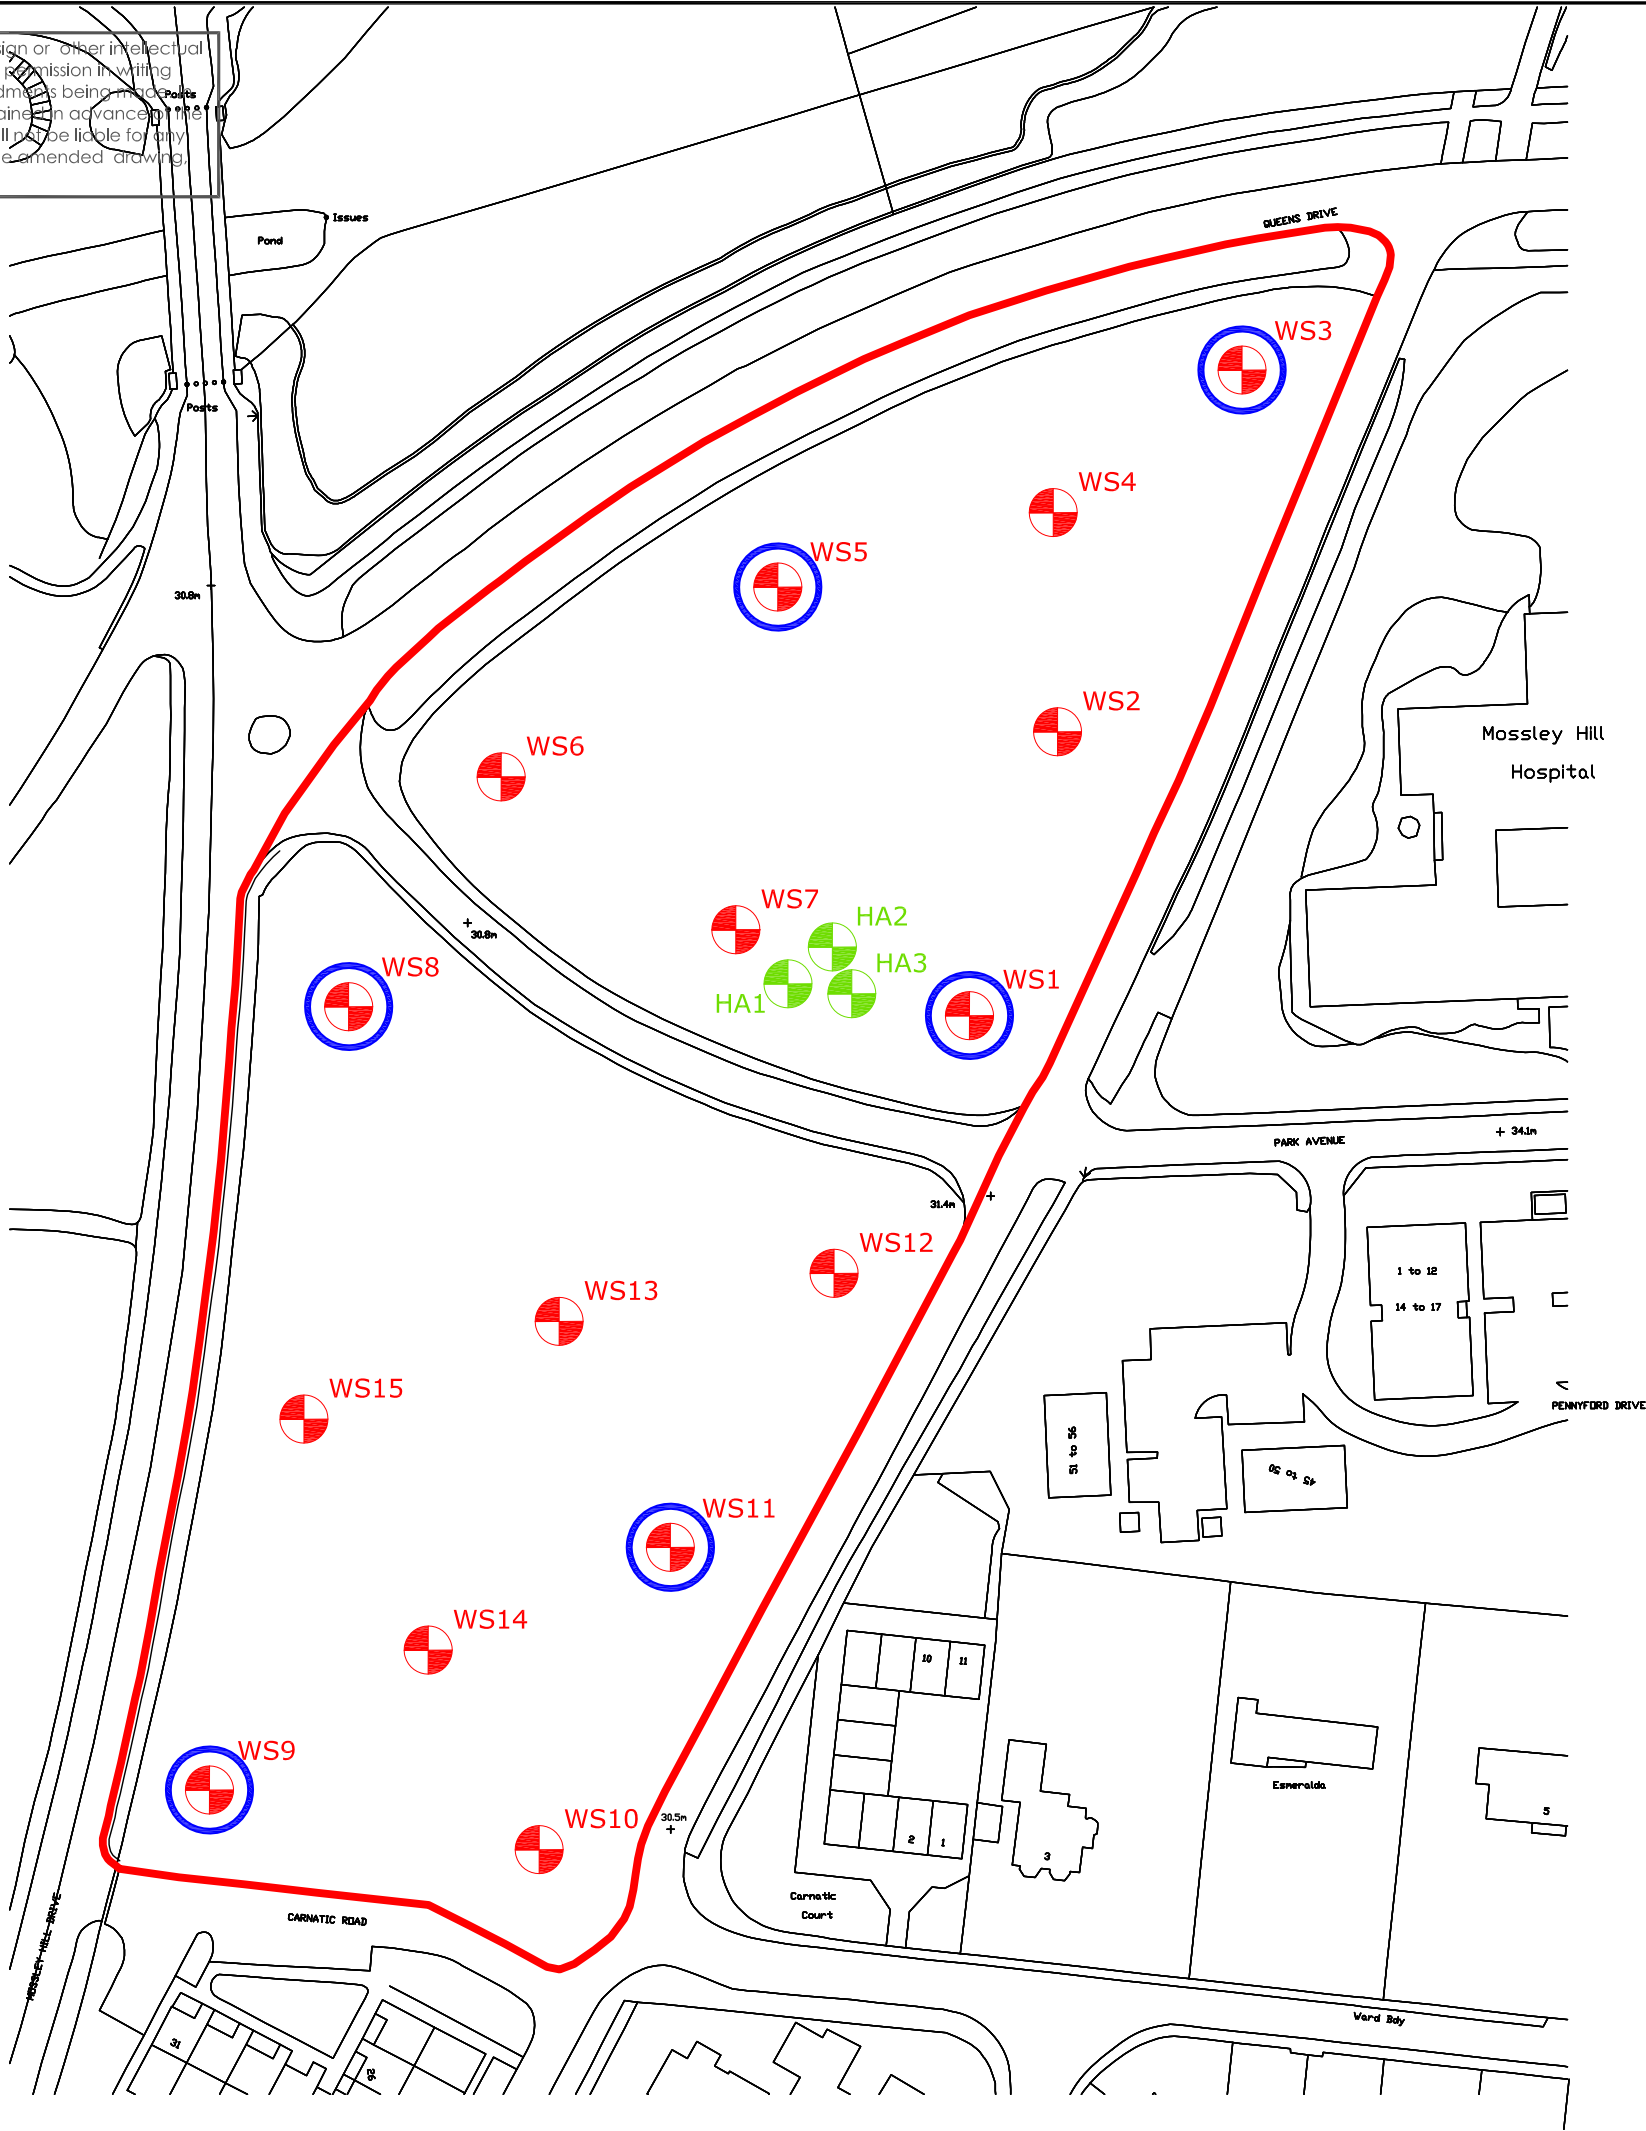 sign or other intellectual
permission in writing
dments being made
Posts
ained in advance of the
ll not be liable for any
e amended drawing,
Issues
Pond
QUEENS DRIVE
WS3
Posts
WS4
WS5
30.8m
WS2
Mossley Hill
Hospital
WS6
WS7
HA2
30.8m
HA3
WS8
WS1
HA1
PARK AVENUE
34.1m
31.4m
WS12
1 to 12
WS13
14 to 17
WS15
PENNYFORD DRIVE
51 to 56
45 to 50
WS11
WS14
10
11
WS9
Esmeralda
WS10
30.5m
5
2
1
3
Carnatic
Court
CARNATIC ROAD
MOSSLEY HILL DRIVE
Ward Bdy
31
26